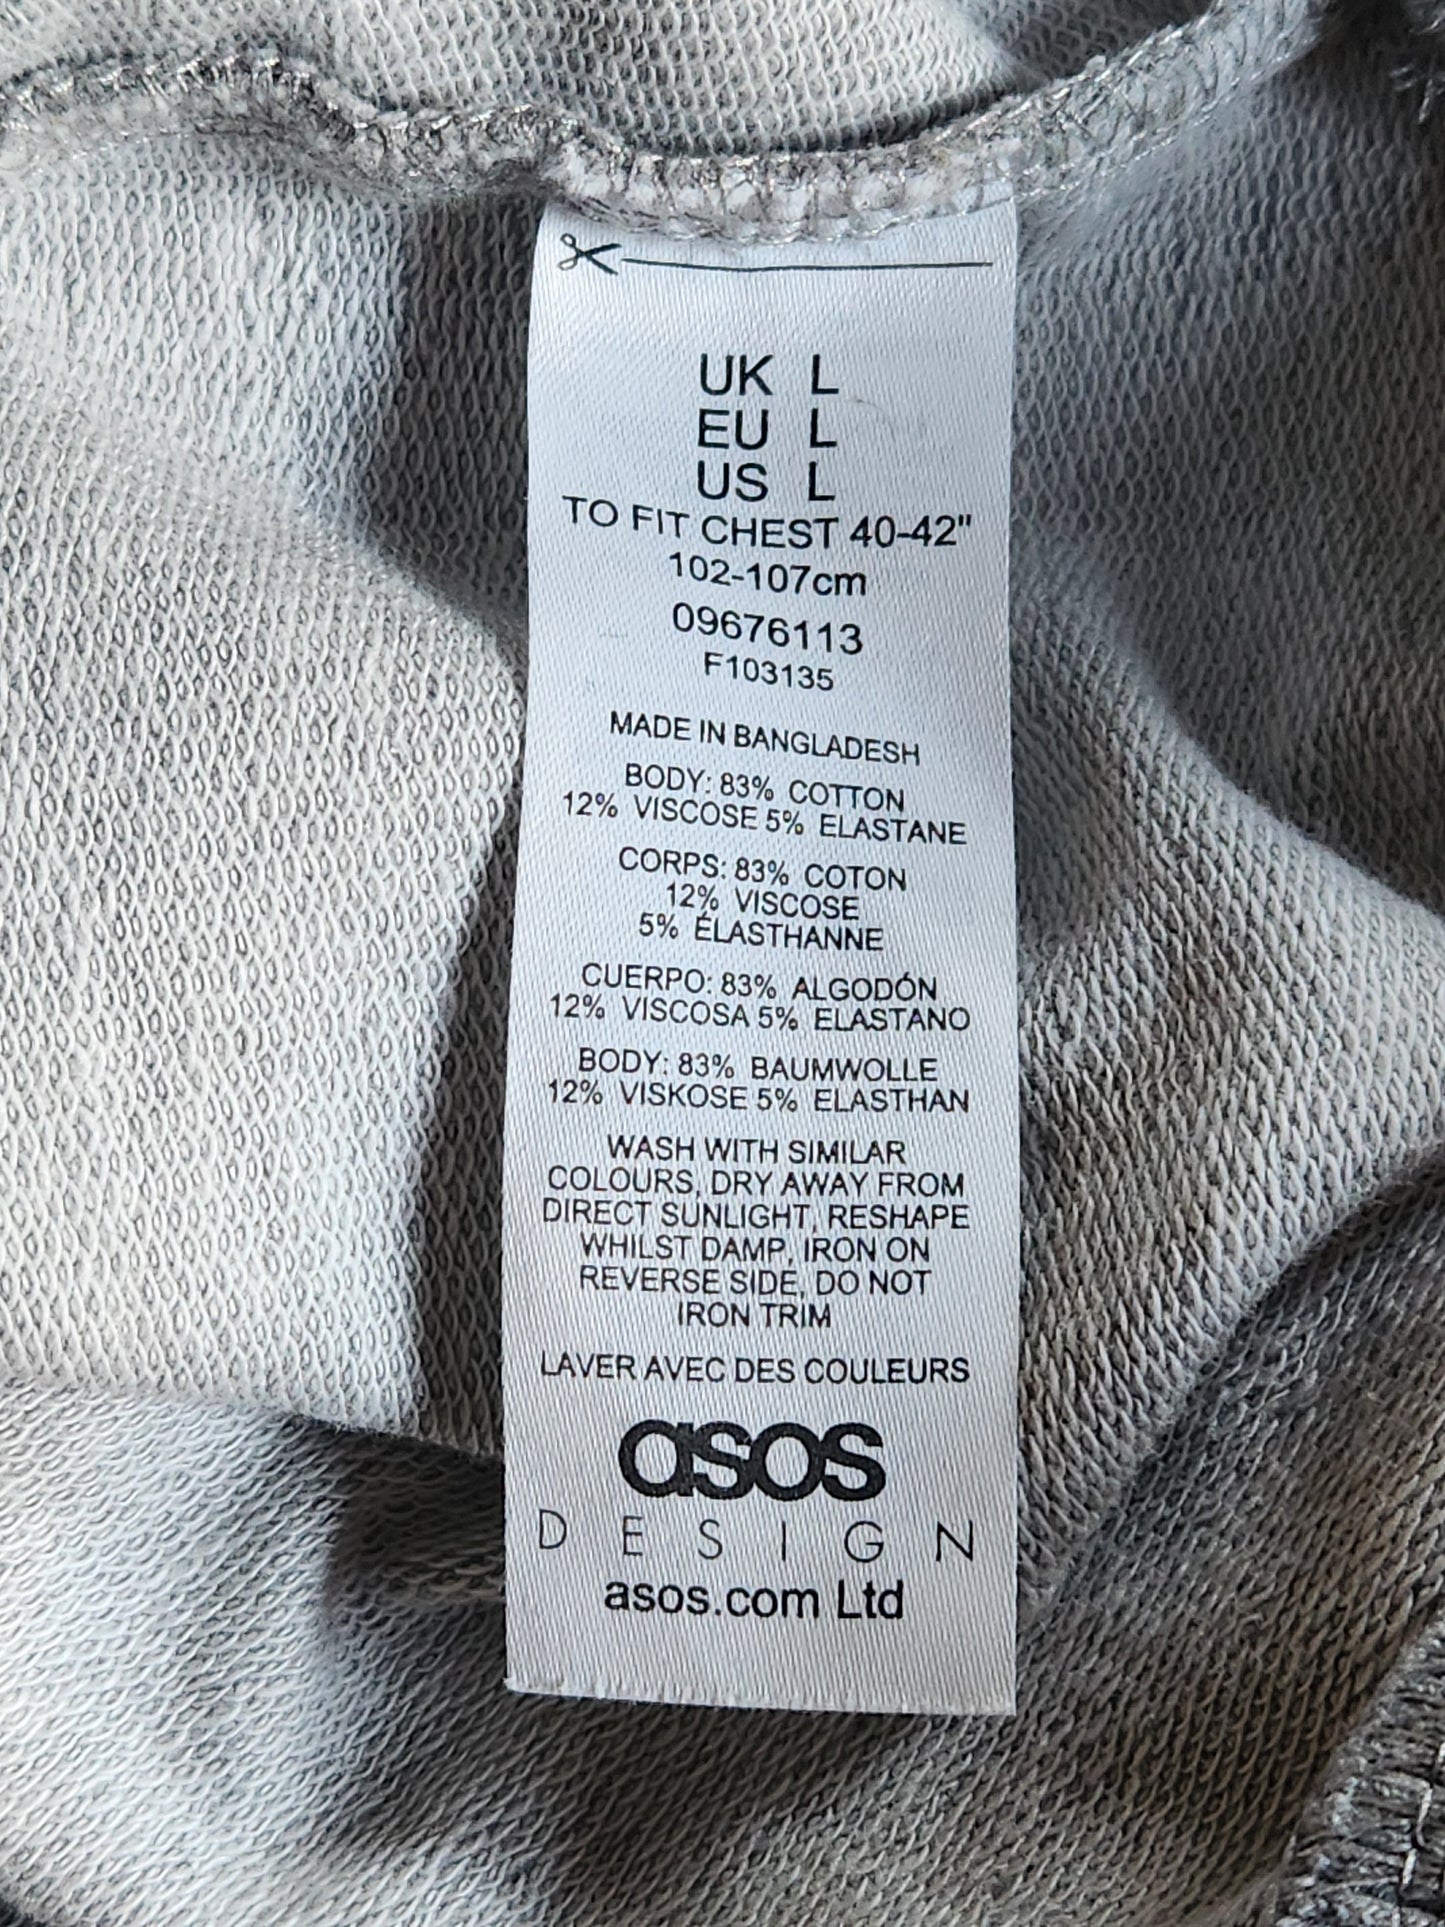 UK L
EU L
US L
TO FIT CHEST 40-42"
102-107cm
09676113
F103135
MADE IN BANGLADESH
BODY: 83% COTTON
12% VISCOSE 5% ELASTANE
CORPS: 83% COTON
12% VISCOSE
5% ÉLASTHANNE
CUERPO: 83% ALGODÓN
12% VISCOSA 5% ELASTANO
BODY: 83% BAUMWOLLE
12% VISKOSE 5% ELASTHAN
WASH WITH SIMILAR
COLOURS, DRY AWAY FROM
DIRECT SUNLIGHT, RESHAPE
WHILST DAMP, IRON ON
REVERSE SIDE, DO NOT
IRON TRIM
LAVER AVEC DES COULEURS
asos
DESIGN
asos.com Ltd